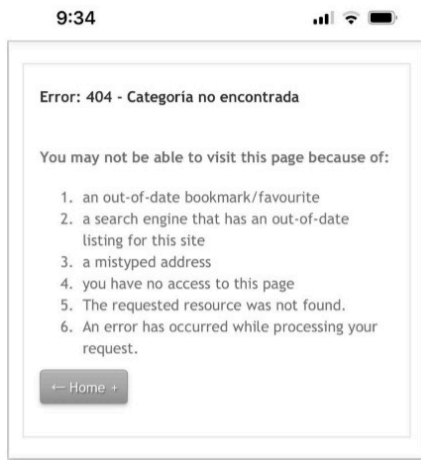 9:34
Error: 404 - Categoría no encontrada
You may not be able to visit this page because of:
1. an out-of-date bookmark/favourite
2. a search engine that has an out-of-date
listing for this site
3. a mistyped address
4. you have no access to this page
5. The requested resource was not found.
6. An error has occurred while processing your
request.
← Home +